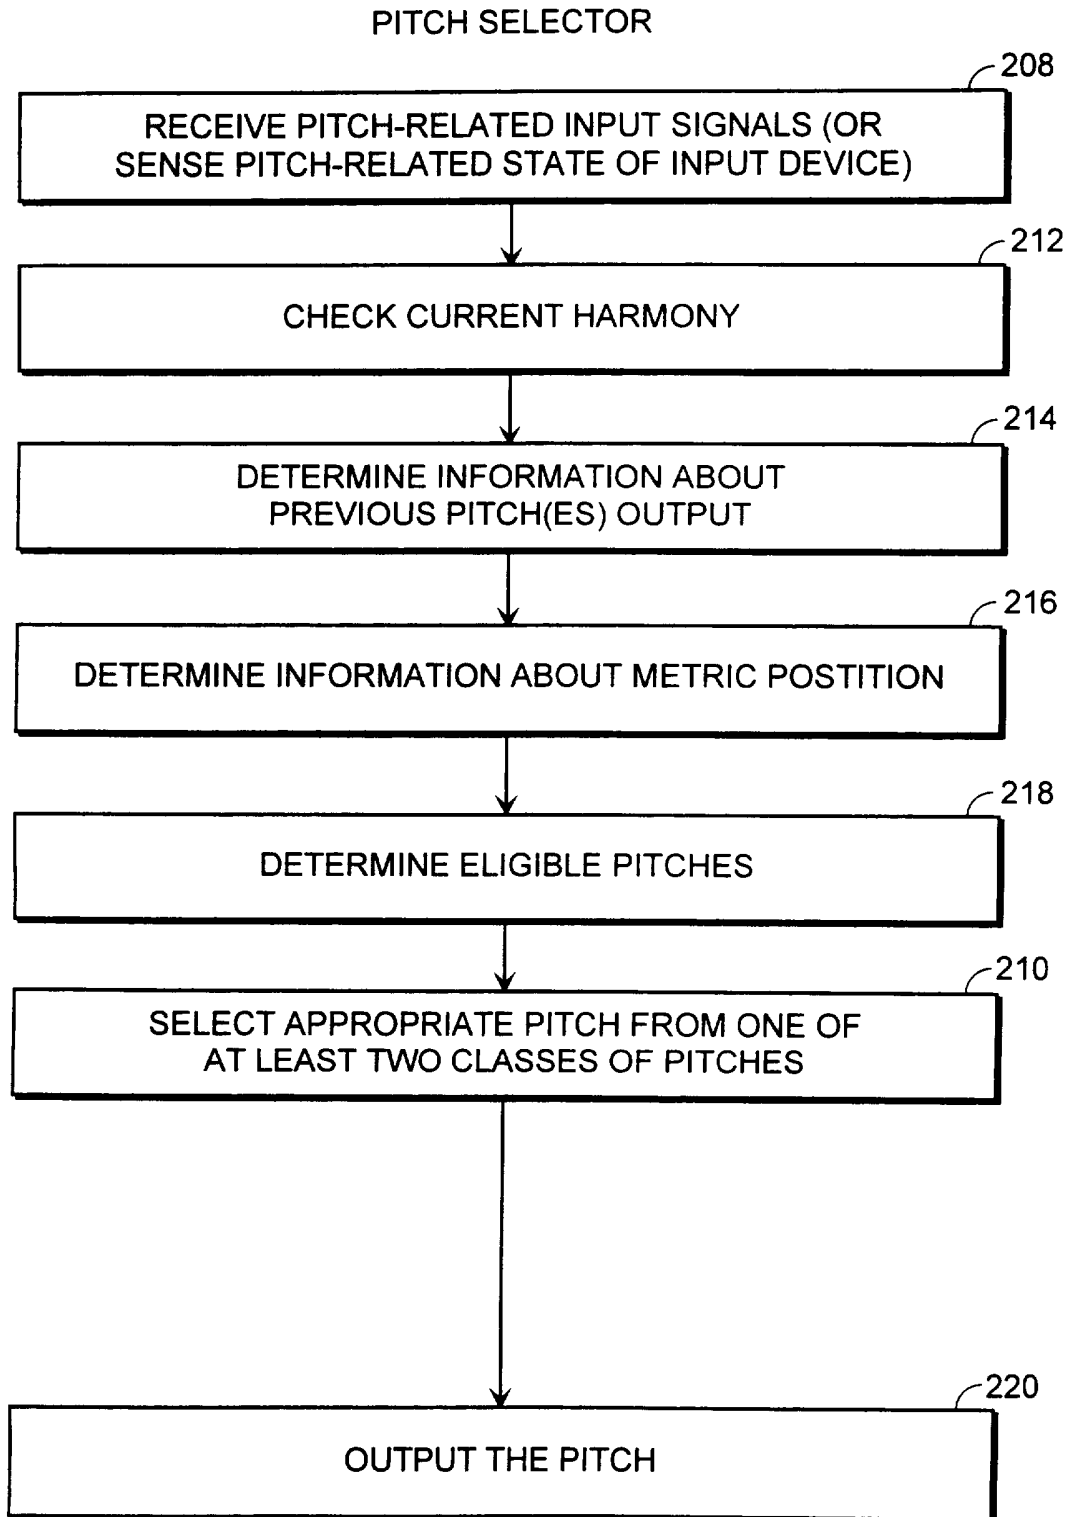 PITCH SELECTOR
208
RECEIVE PITCH-RELATED INPUT SIGNALS (OR
SENSE PITCH-RELATED STATE OF INPUT DEVICE)
212
CHECK CURRENT HARMONY
214
DETERMINE INFORMATION ABOUT
PREVIOUS PITCH(ES) OUTPUT
216
DETERMINE INFORMATION ABOUT METRIC POSTITION
218
DETERMINE ELIGIBLE PITCHES
210
SELECT APPROPRIATE PITCH FROM ONE OF
AT LEAST TWO CLASSES OF PITCHES
220
OUTPUT THE PITCH